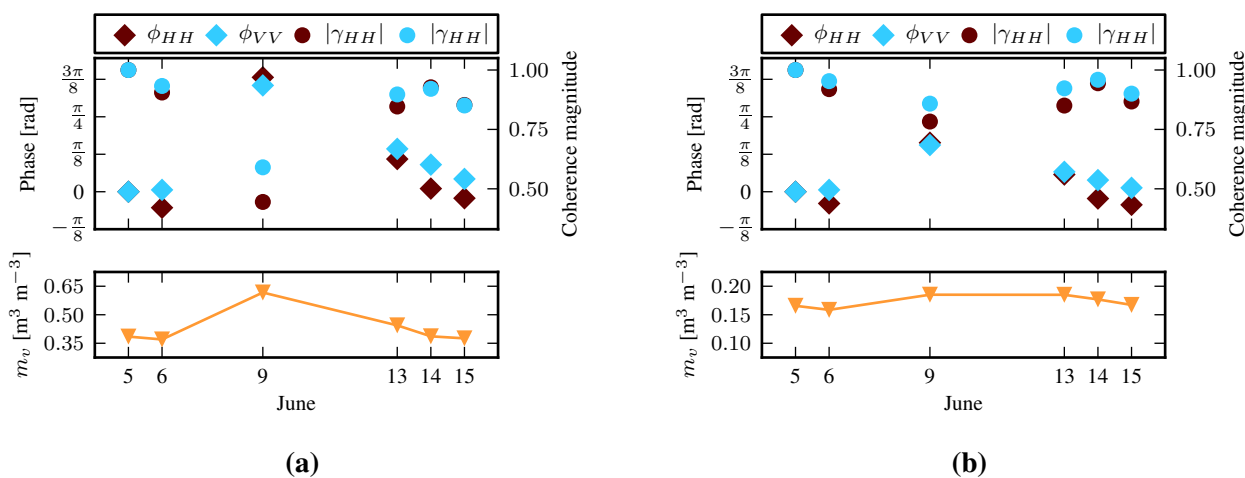 ϕHH ϕVV |γHH| |γHH|
3π/8
π/4
π/8
0
−π/8
Phase [rad]
1.00
0.75
0.50
Coherence magnitude
0.65
0.50
0.35
mv [m³ m⁻³]
5 6 9 13 14 15
June
(a)
ϕHH ϕVV |γHH| |γHH|
3π/8
π/4
π/8
0
−π/8
Phase [rad]
1.00
0.75
0.50
Coherence magnitude
0.20
0.15
0.10
mv [m³ m⁻³]
5 6 9 13 14 15
June
(b)